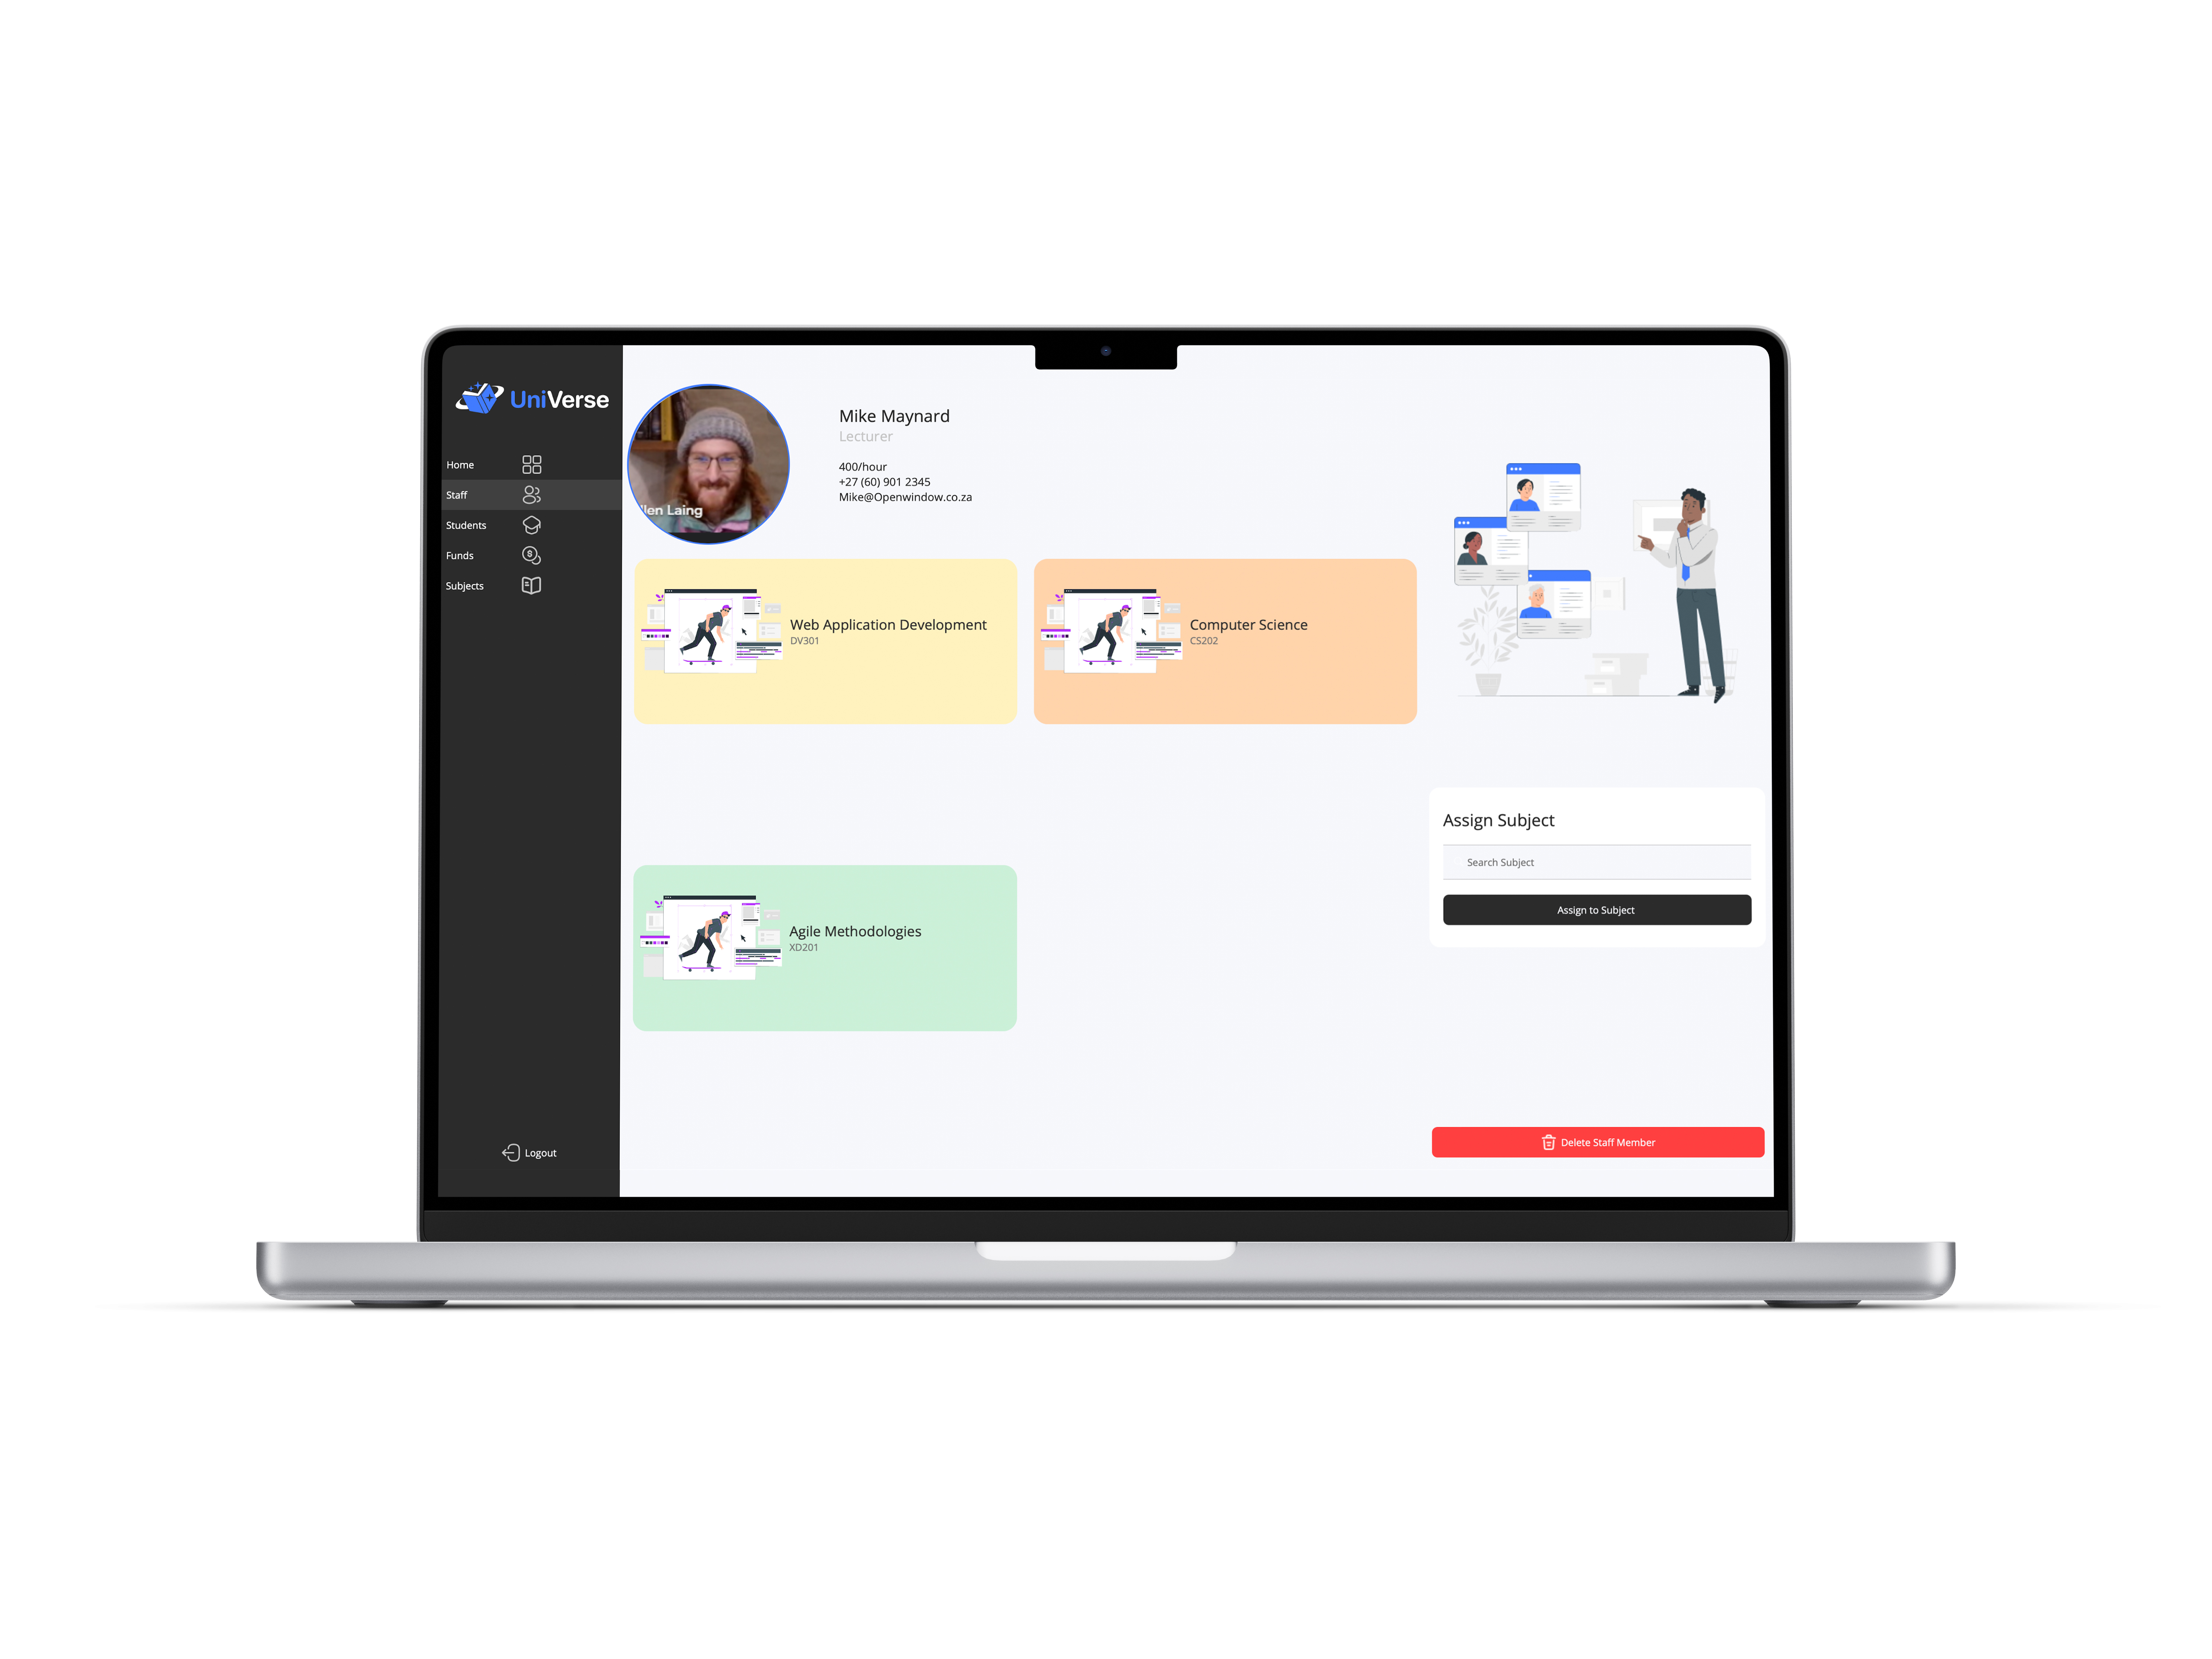 UniVerse
Home
Staff
Students
Funds
Subjects
Logout
llen Laing
Mike Maynard
Lecturer
400/hour
+27 (60) 901 2345
Mike@Openwindow.co.za
Web Application Development
DV301
Computer Science
CS202
Agile Methodologies
XD201
Assign Subject
Search Subject
Assign to Subject
Delete Staff Member